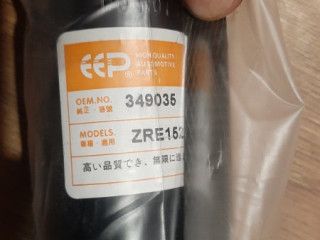 EEP
HIGH QUALITY
AUTOMOTIVE
PARTS
OEM.NO. 349035
MODELS. ZRE152
高い品質でき、無限に